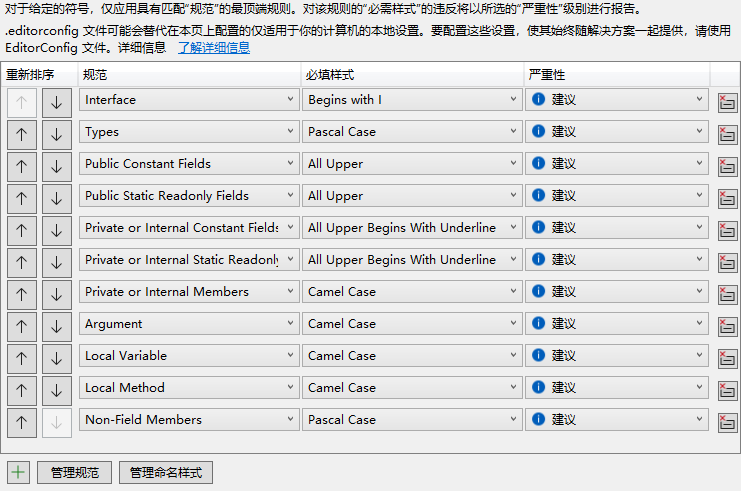 对于给定的符号，仅应用具有匹配“规范”的最顶端规则。对该规则的“必需样式”的违反将以所选的“严重性”级别进行报告。
.editorconfig 文件可能会替代在本页上配置的仅适用于你的计算机的本地设置。要配置这些设置，使其始终随解决方案一起提供，请使用
EditorConfig 文件。详细信息 了解详细信息
重新排序 规范 必填样式 严重性
Interface Begins with I 建议
Types Pascal Case 建议
Public Constant Fields All Upper 建议
Public Static Readonly Fields All Upper 建议
Private or Internal Constant Fields All Upper Begins With Underline 建议
Private or Internal Static Readonly All Upper Begins With Underline 建议
Private or Internal Members Camel Case 建议
Argument Camel Case 建议
Local Variable Camel Case 建议
Local Method Camel Case 建议
Non-Field Members Pascal Case 建议
管理规范 管理命名样式